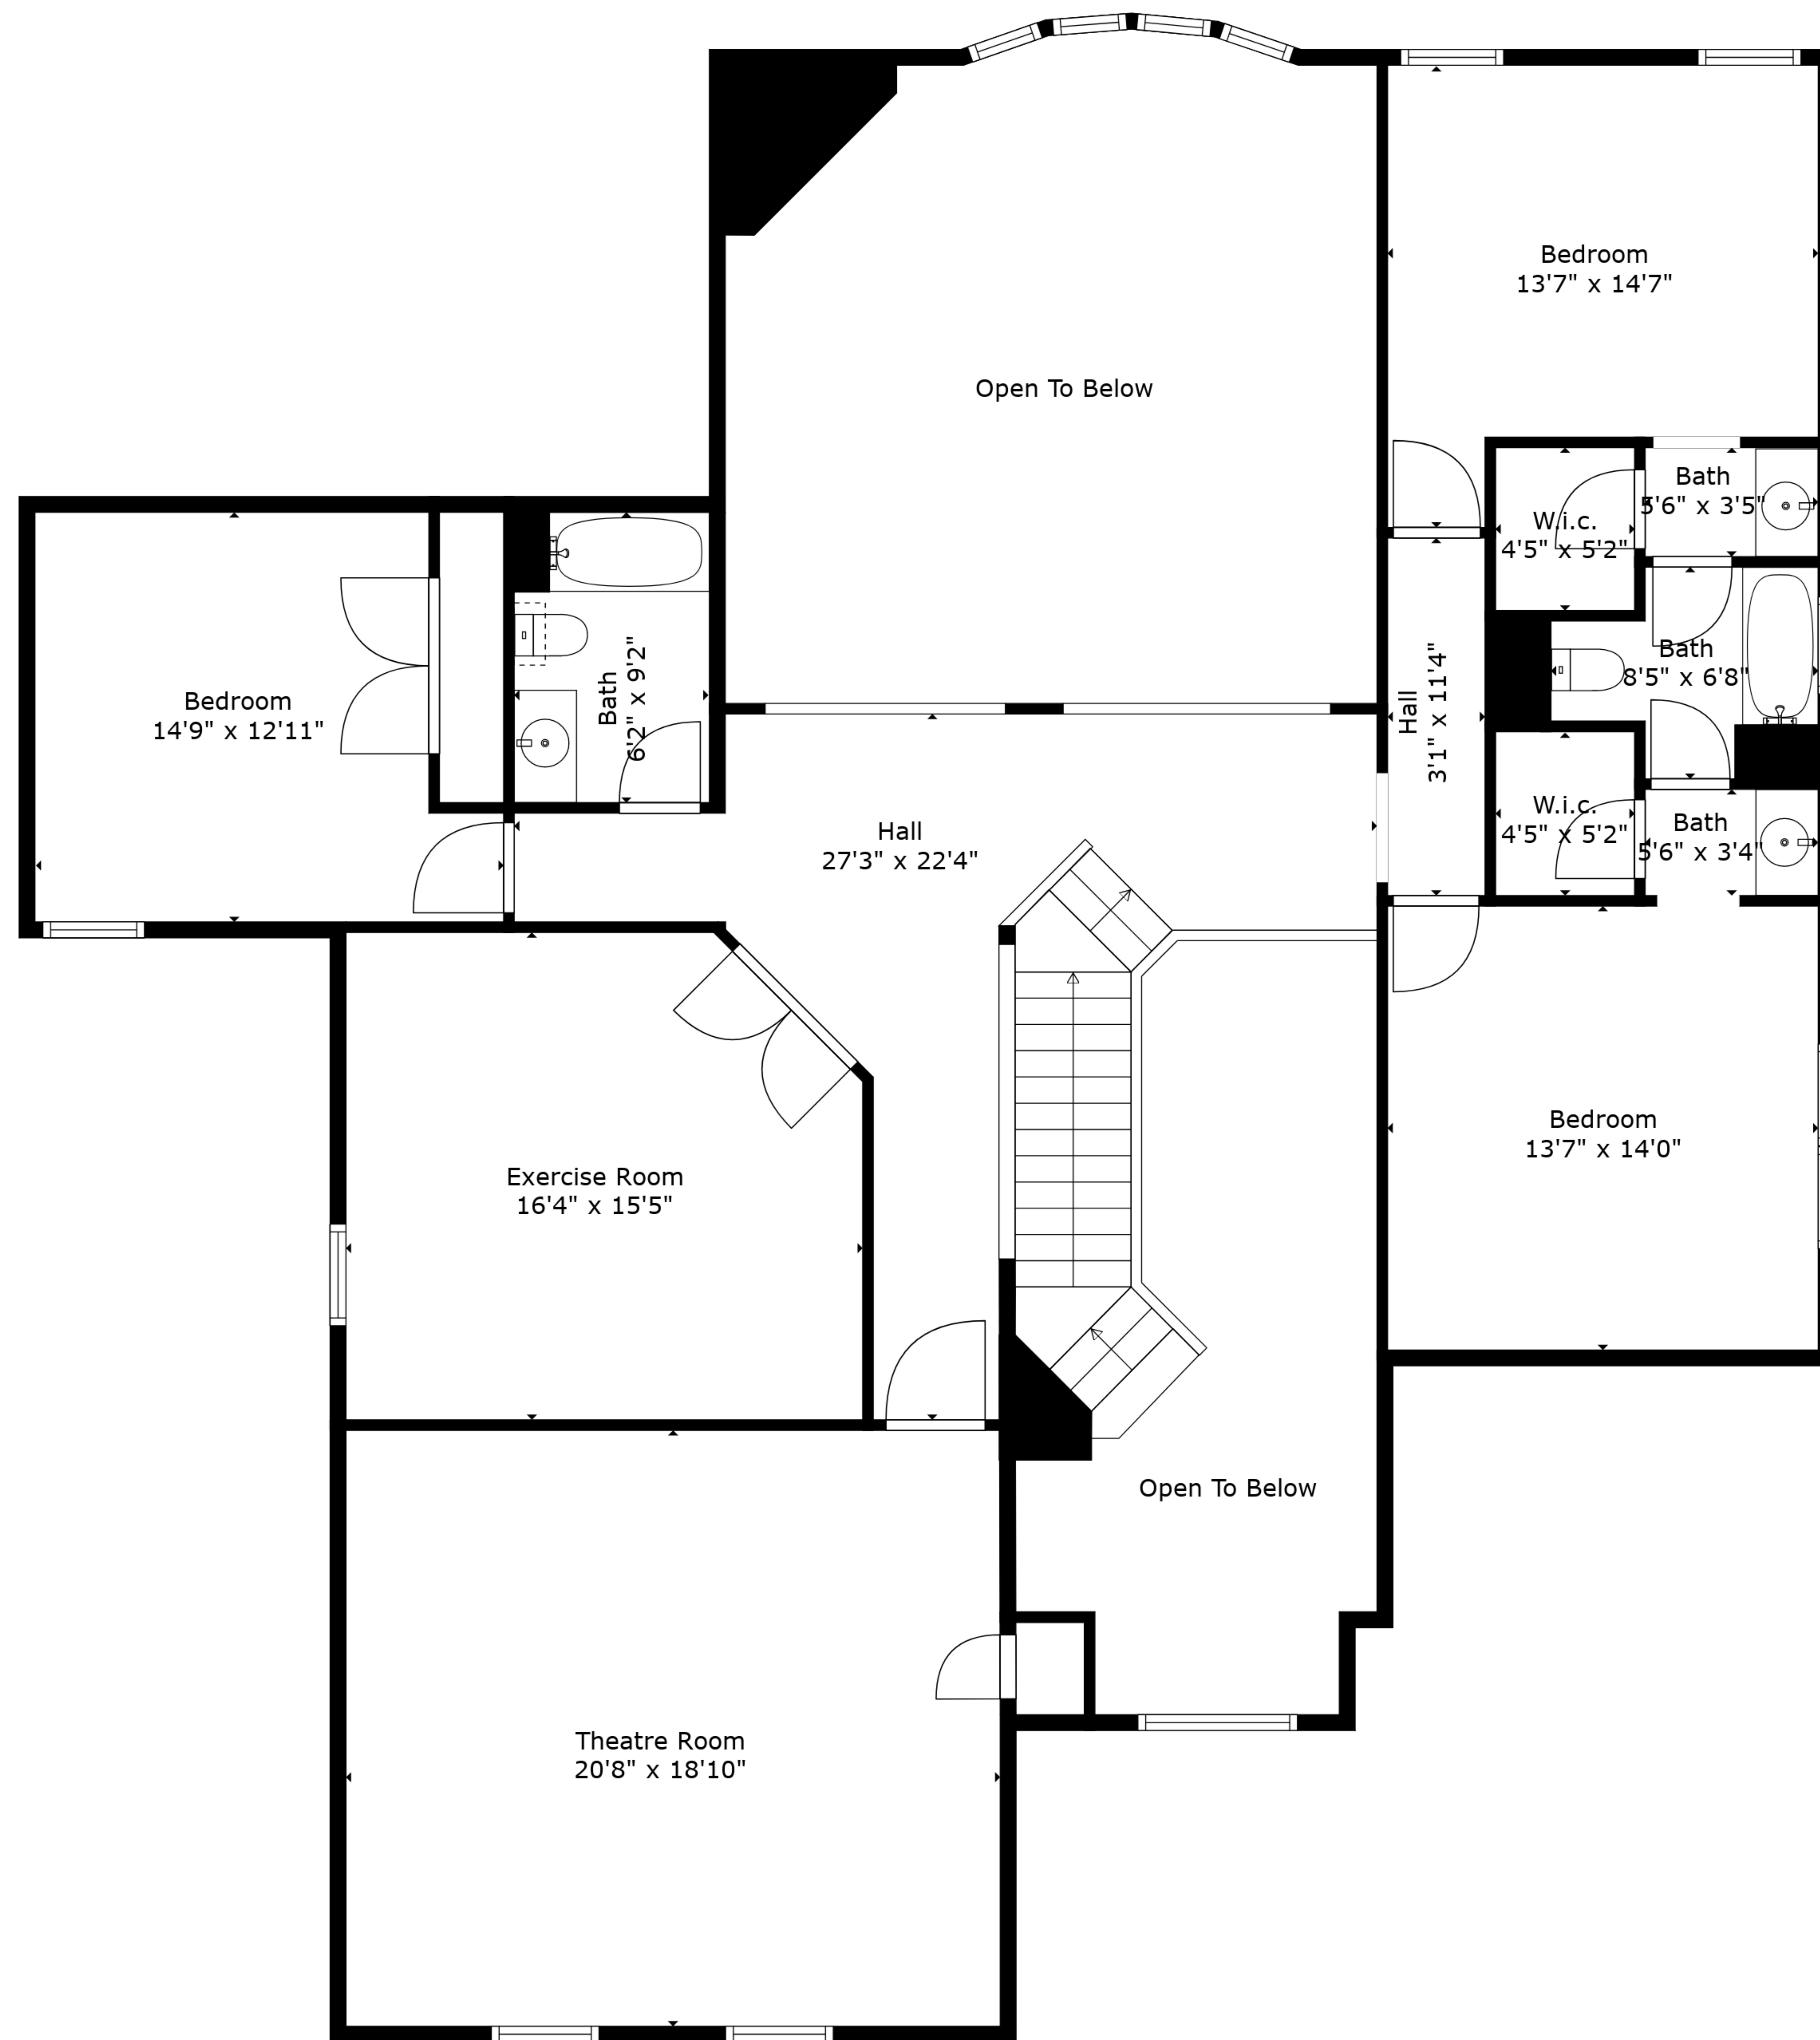 Bedroom
13'7" x 14'7"
Open To Below
Bath
5'6" x 3'5"
W.i.c.
4'5" x 5'2"
Bath
8'5" x 6'8"
Bath
6'2" x 9'2"
Hall
3'1" x 11'4"
Bedroom
14'9" x 12'11"
W.i.c.
4'5" x 5'2"
Bath
5'6" x 3'4"
Hall
27'3" x 22'4"
Bedroom
13'7" x 14'0"
Exercise Room
16'4" x 15'5"
Open To Below
Theatre Room
20'8" x 18'10"